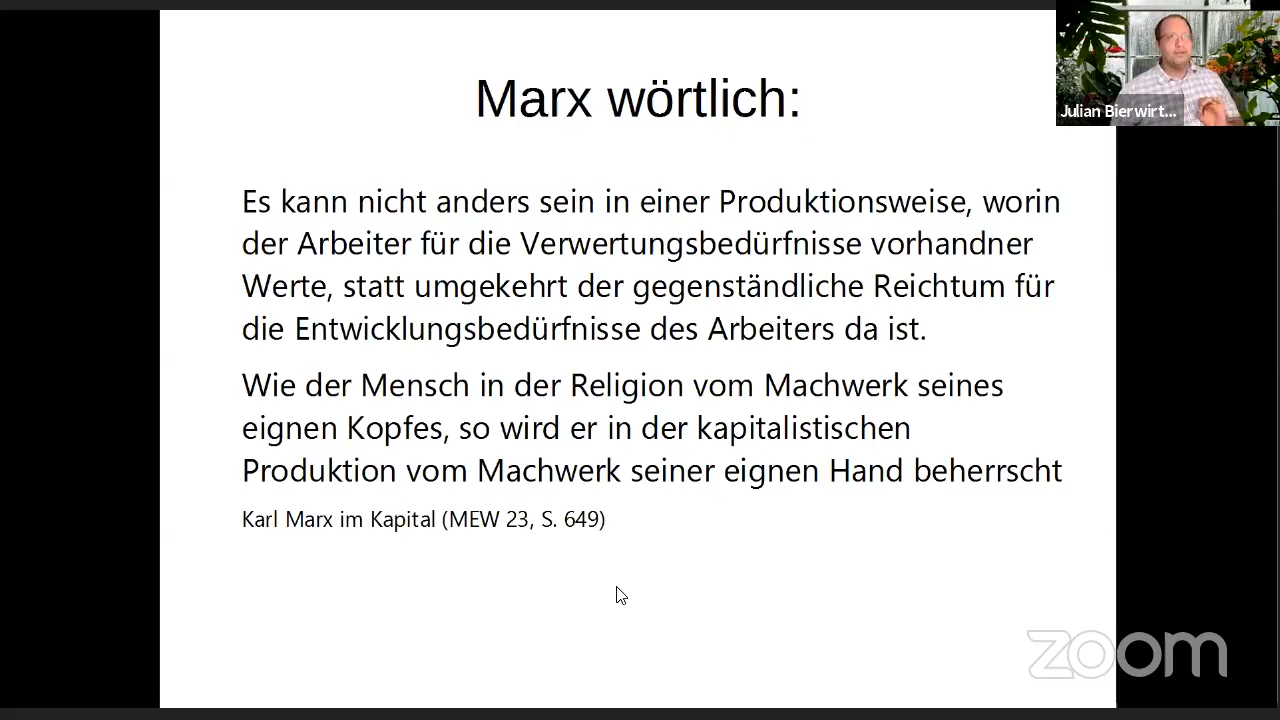 Marx wörtlich:
Julian Bierwirt...
Es kann nicht anders sein in einer Produktionsweise, worin
der Arbeiter für die Verwertungsbedürfnisse vorhandner
Werte, statt umgekehrt der gegenständliche Reichtum für
die Entwicklungsbedürfnisse des Arbeiters da ist.
Wie der Mensch in der Religion vom Machwerk seines
eignen Kopfes, so wird er in der kapitalistischen
Produktion vom Machwerk seiner eignen Hand beherrscht
Karl Marx im Kapital (MEW 23, S. 649)
zoom